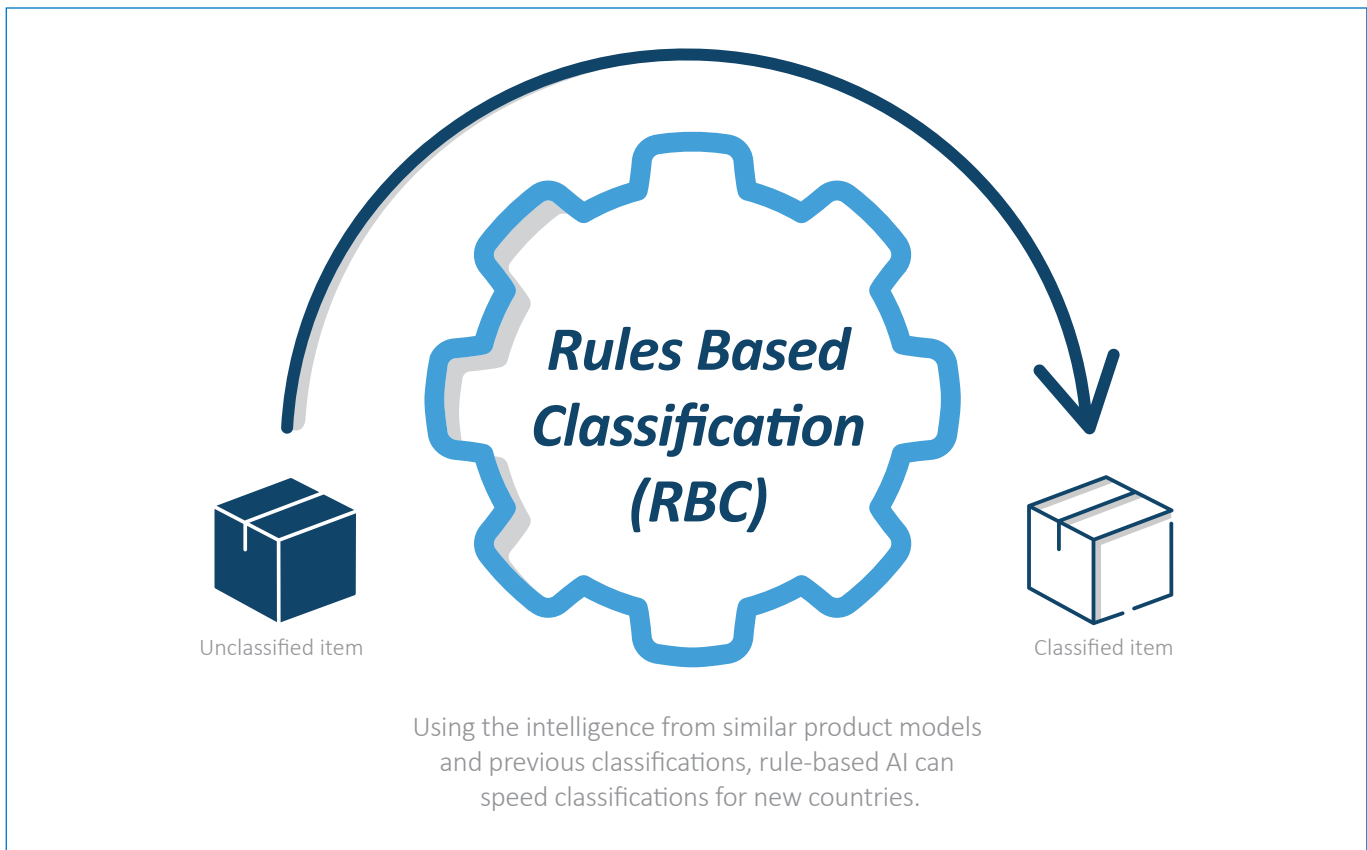 Rules Based
Classification
(RBC)
Unclassified item
Classified item
Using the intelligence from similar product models
and previous classifications, rule-based AI can
speed classifications for new countries.